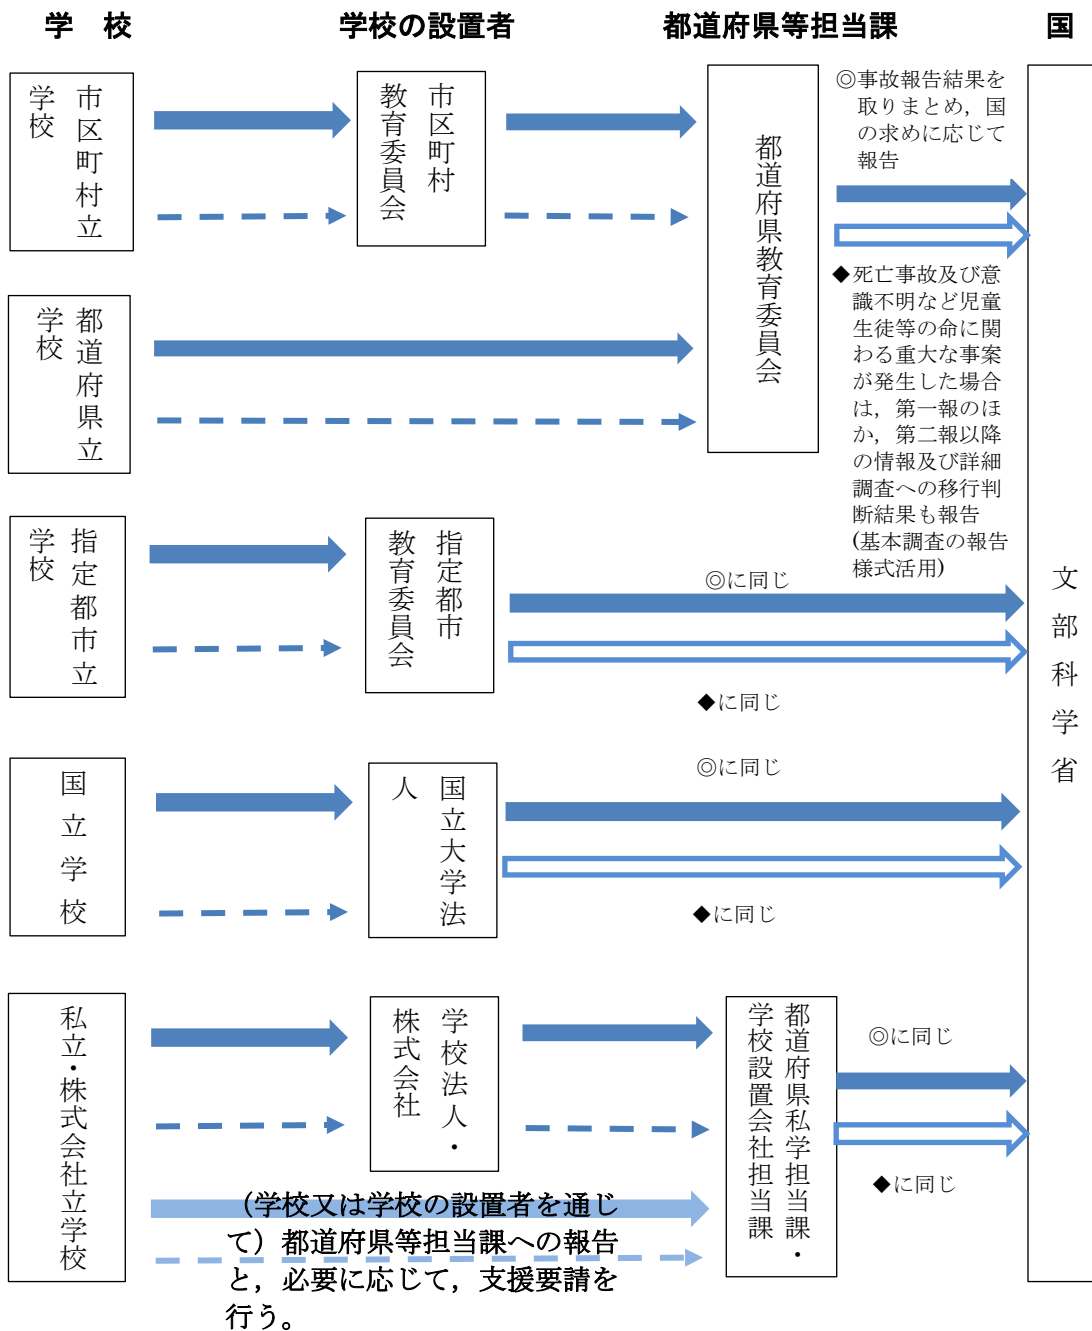 学　校
学校の設置者
都道府県等担当課
国
市区町村立
学校
市区町村
教育委員会
都道府県教育委員会
◎事故報告結果を
取りまとめ，国
の求めに応じて
報告
◆死亡事故及び意
識不明など児童
生徒等の命に関
わる重大な事案
が発生した場合
は，第一報のほ
か，第二報以降
の情報及び詳細
調査への移行判
断結果も報告
(基本調査の報告
様式活用)
都道府県立
学校
指定都市立
学校
指定都市
教育委員会
◎に同じ
◆に同じ
文部科学省
国立学校
国立大学法
人
◎に同じ
◆に同じ
私立・株式会社立学校
学校法人・
株式会社
都道府県私学担当課・
学校設置会社担当課
◎に同じ
◆に同じ
（学校又は学校の設置者を通じ
て）都道府県等担当課への報告
と，必要に応じて，支援要請を
行う。